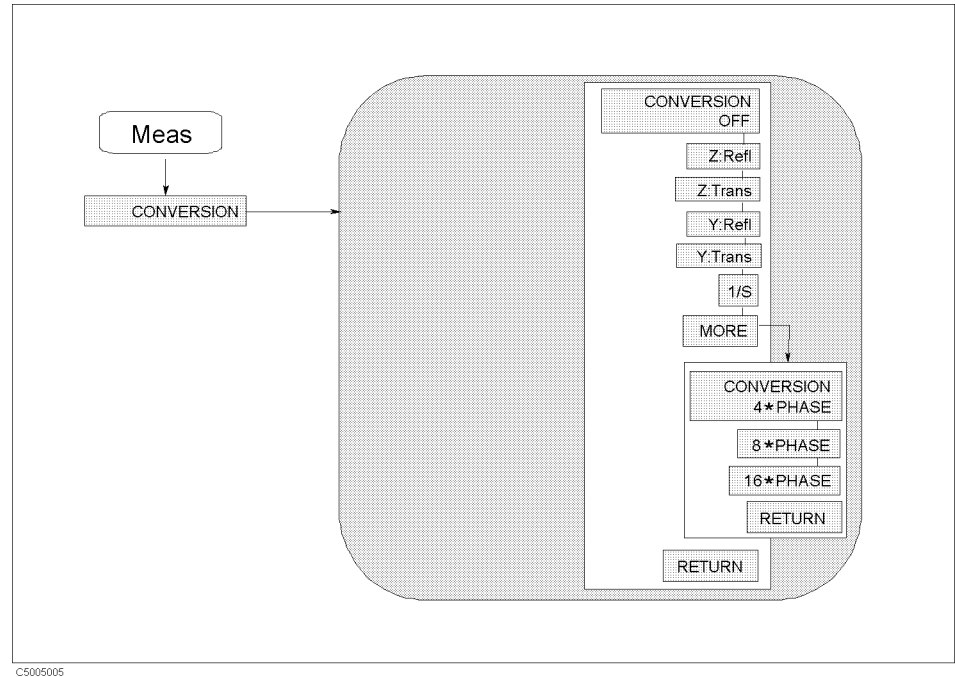 Meas
CONVERSION
CONVERSION
OFF
Z:Refl
Z:Trans
Y:Refl
Y:Trans
1/S
MORE
CONVERSION
4*PHASE
8*PHASE
16*PHASE
RETURN
RETURN
C5005005